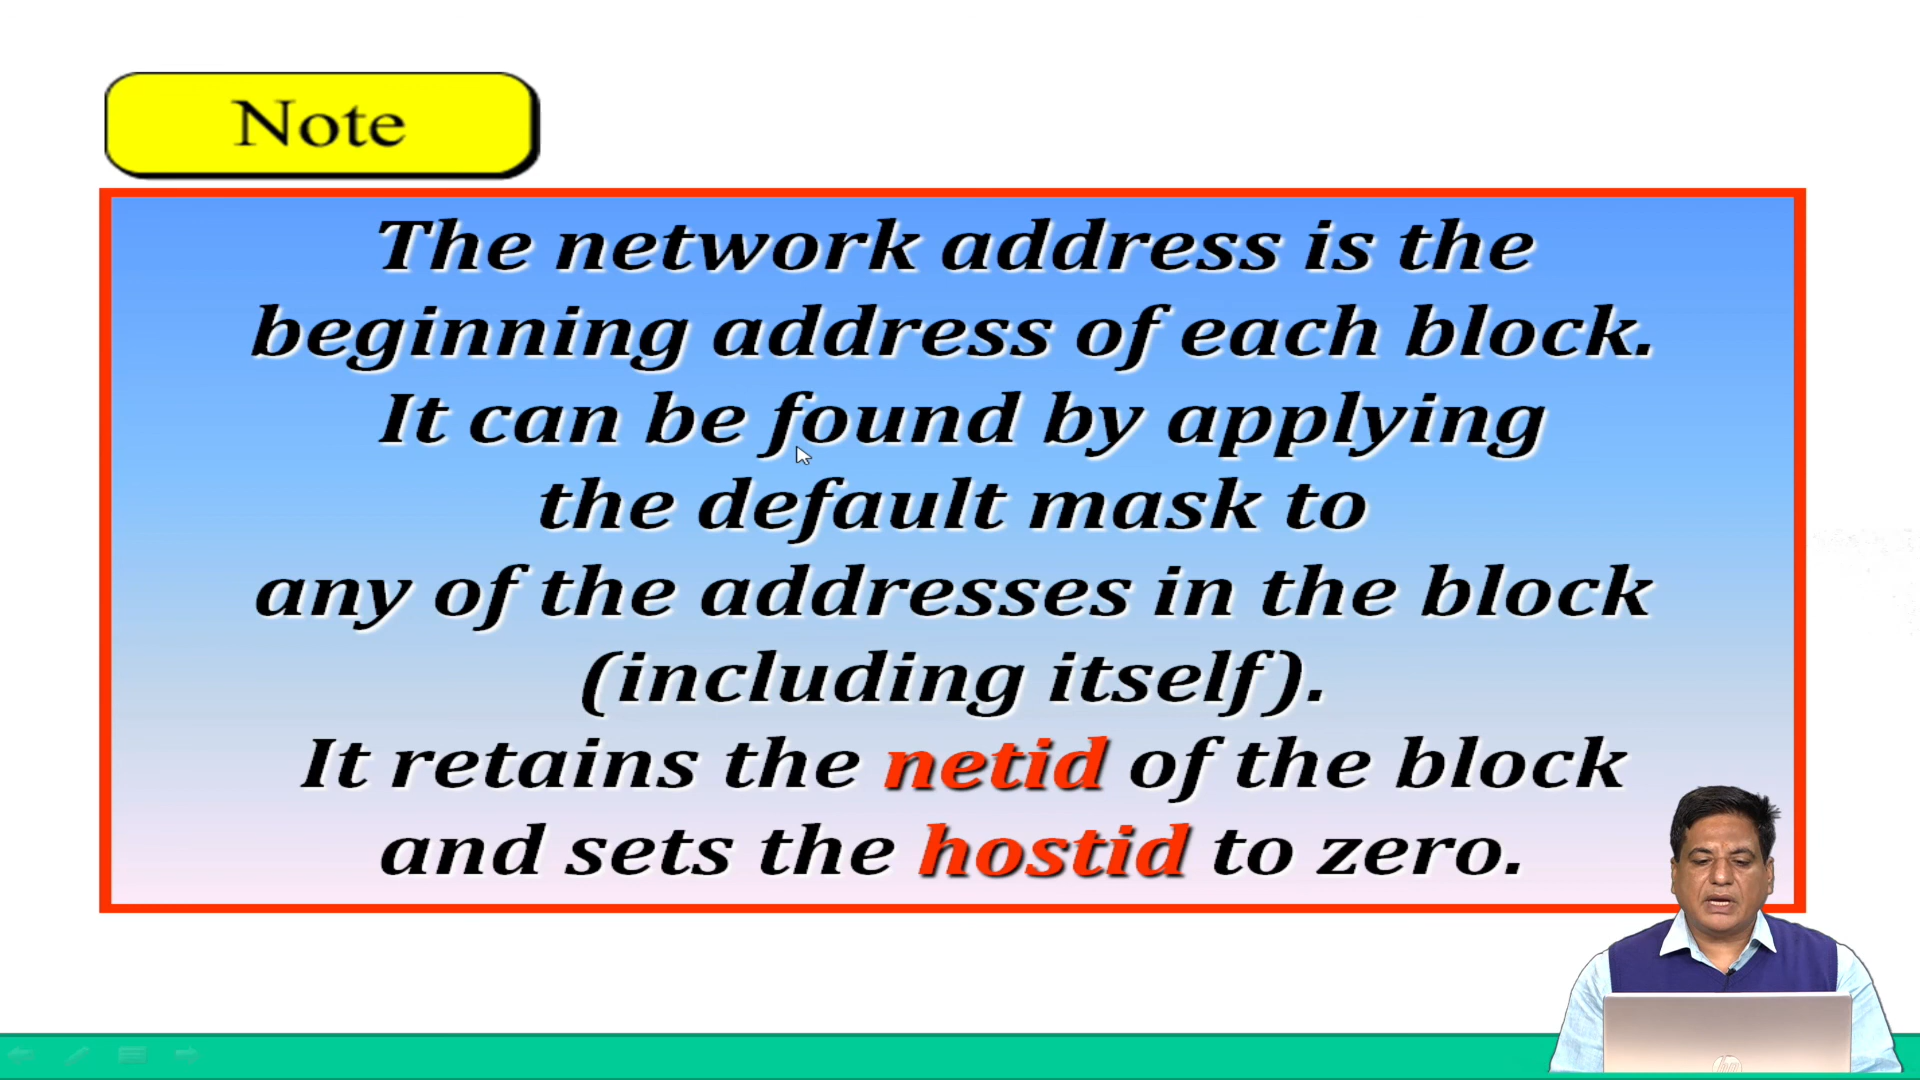 Note
The network address is the
beginning address of each block.
It can be found by applying
the default mask to
any of the addresses in the block
(including itself).
It retains the netid of the block
and sets the hostid to zero.
hp